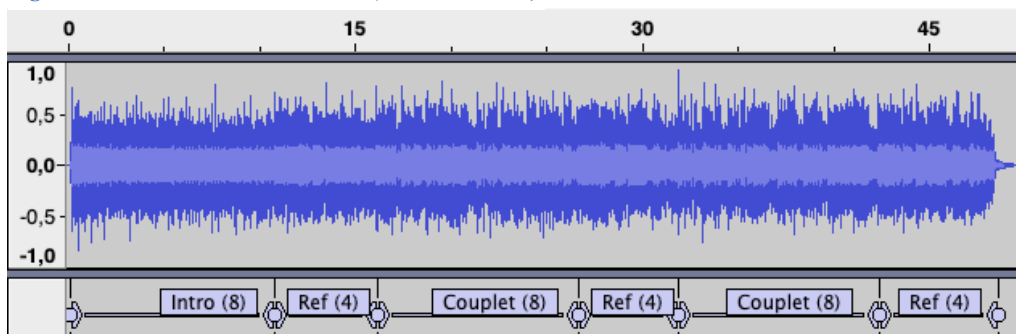 0 15 30 45
1,0
0,5
0,0
-0,5
-1,0
Intro (8) Ref (4) Couplet (8) Ref (4) Couplet (8) Ref (4)